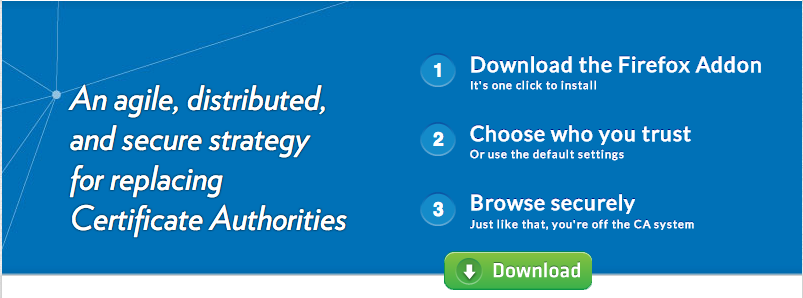 An agile, distributed,
and secure strategy
for replacing
Certificate Authorities
1 Download the Firefox Addon
It's one click to install
2 Choose who you trust
Or use the default settings
3 Browse securely
Just like that, you're off the CA system
Download